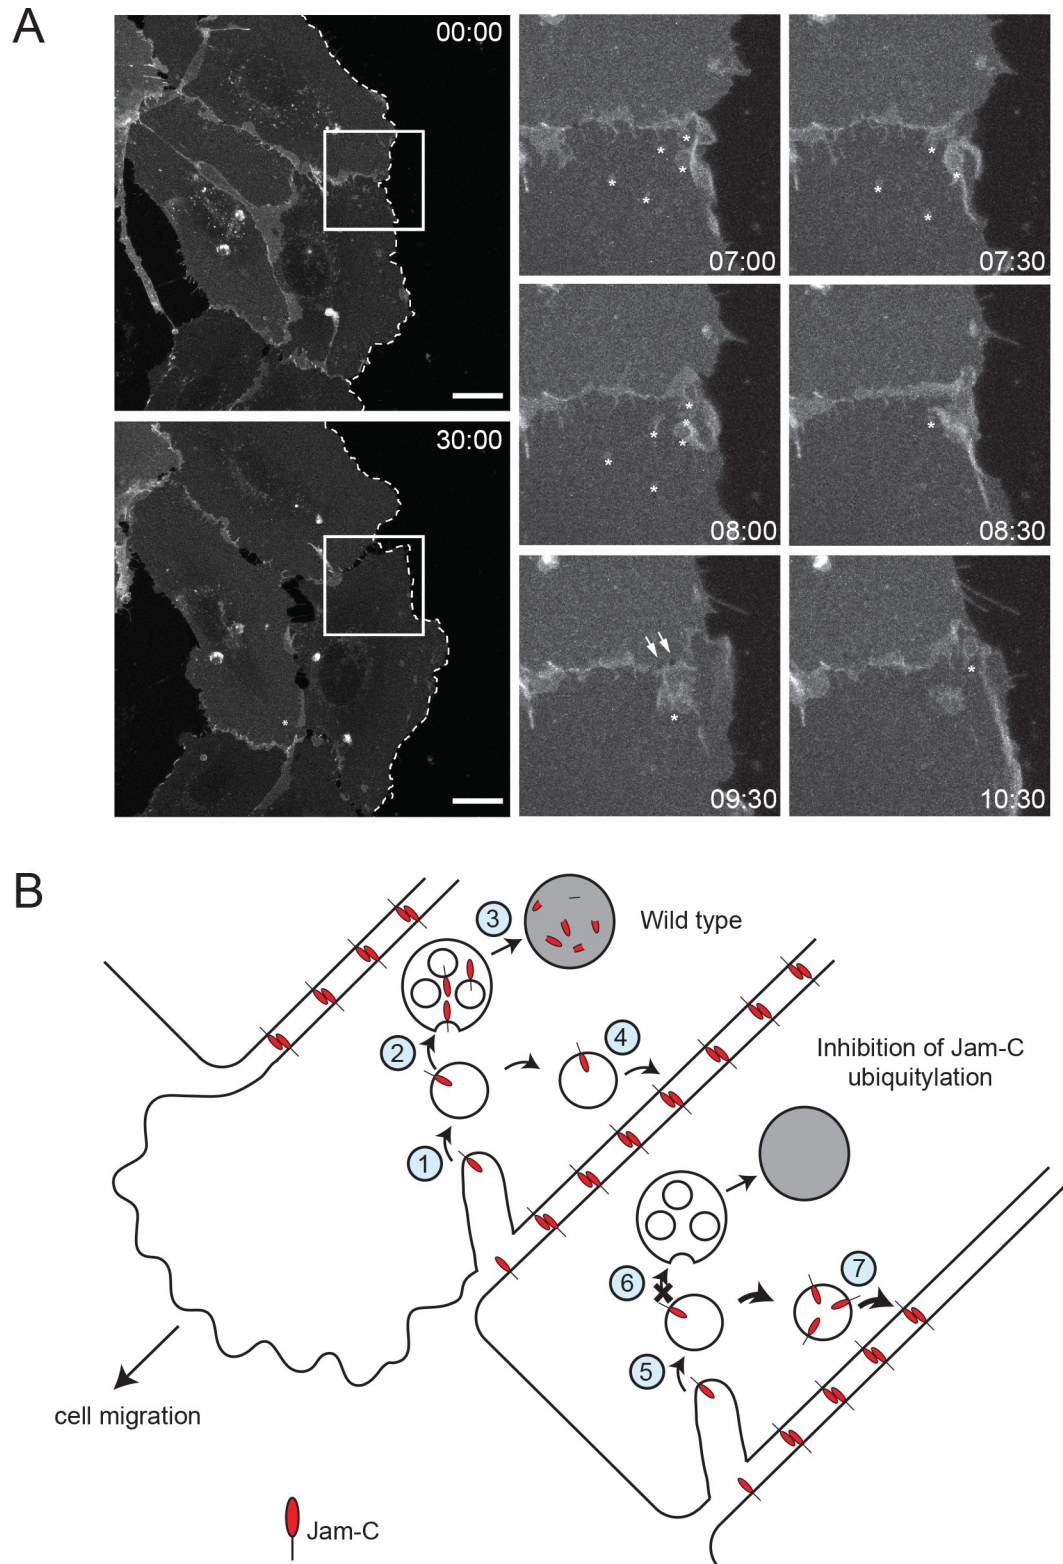 A
00:00
30:00
07:00
07:30
08:00
08:30
09:30
10:30
B
Wild type
3
2
4
1
Inhibition of Jam-C
ubiquitylation
6
7
5
cell migration
Jam-C